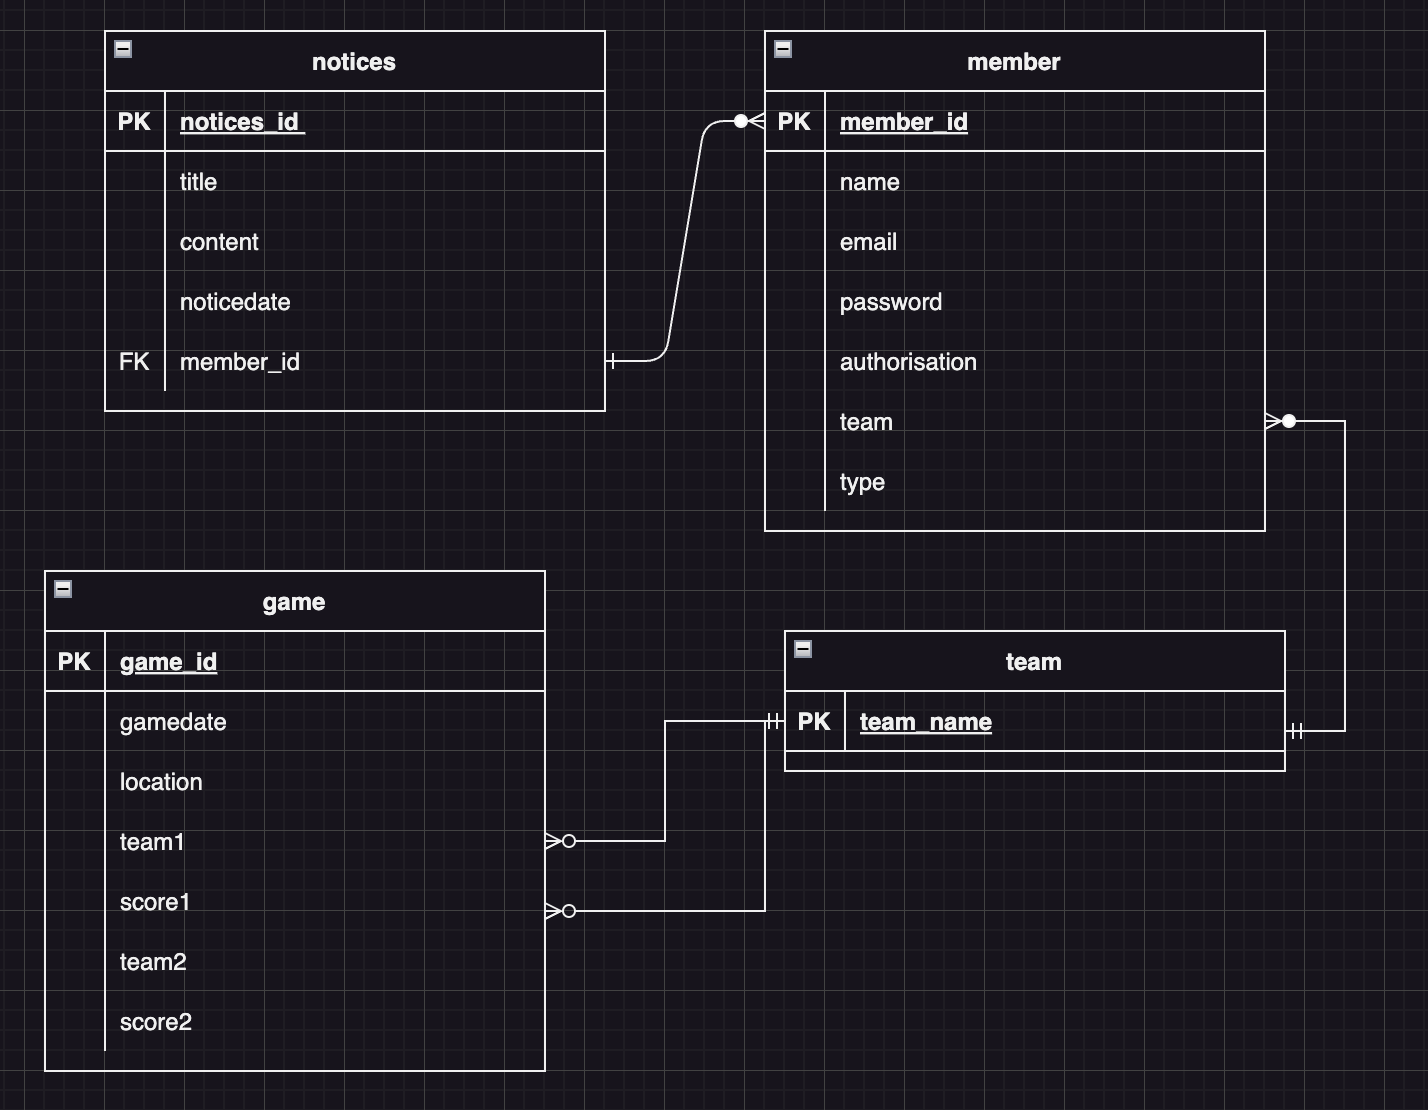 notices
PK notices_id
title
content
noticedate
FK member_id
member
PK member_id
name
email
password
authorisation
team
type
game
PK game_id
gamedate
location
team1
score1
team2
score2
team
PK team_name